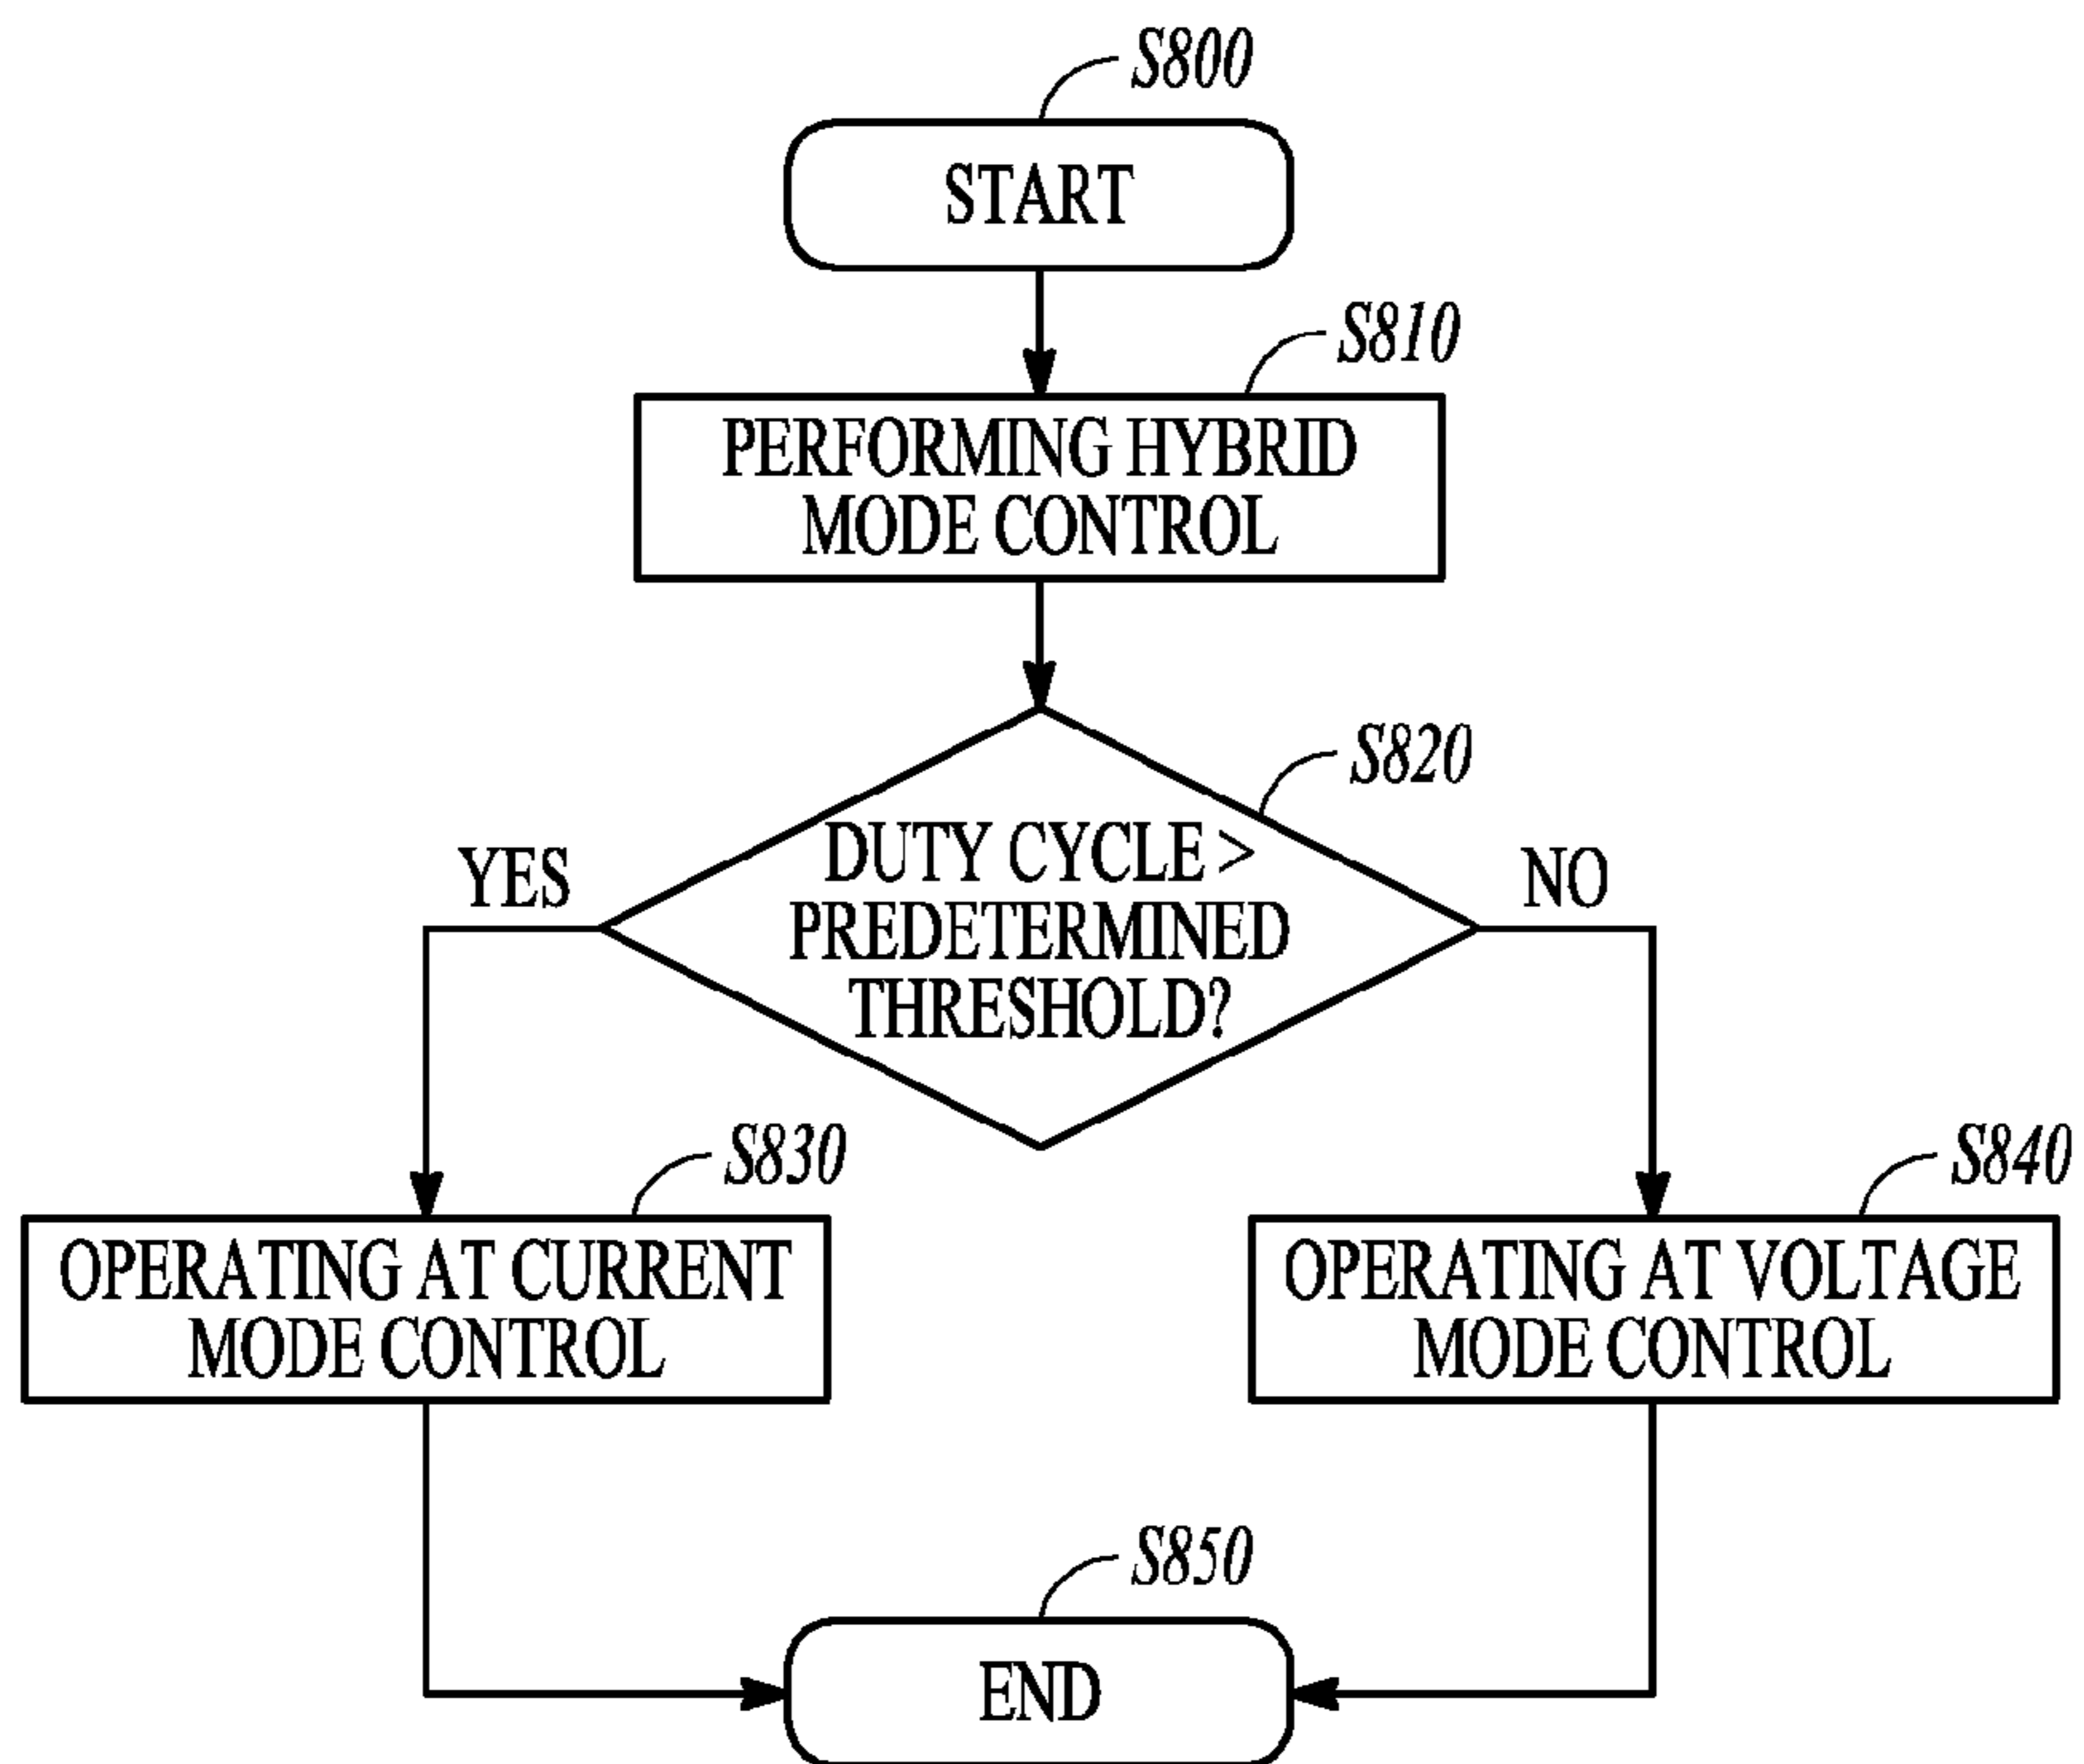 S800
START
S810
PERFORMING HYBRID
MODE CONTROL
S820
DUTY CYCLE >
PREDETERMINED
THRESHOLD?
YES
NO
S830
OPERATING AT CURRENT
MODE CONTROL
S840
OPERATING AT VOLTAGE
MODE CONTROL
S850
END